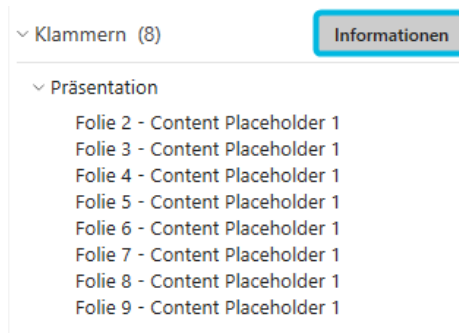 Klammern (8)
Informationen
Präsentation
Folie 2 - Content Placeholder 1
Folie 3 - Content Placeholder 1
Folie 4 - Content Placeholder 1
Folie 5 - Content Placeholder 1
Folie 6 - Content Placeholder 1
Folie 7 - Content Placeholder 1
Folie 8 - Content Placeholder 1
Folie 9 - Content Placeholder 1